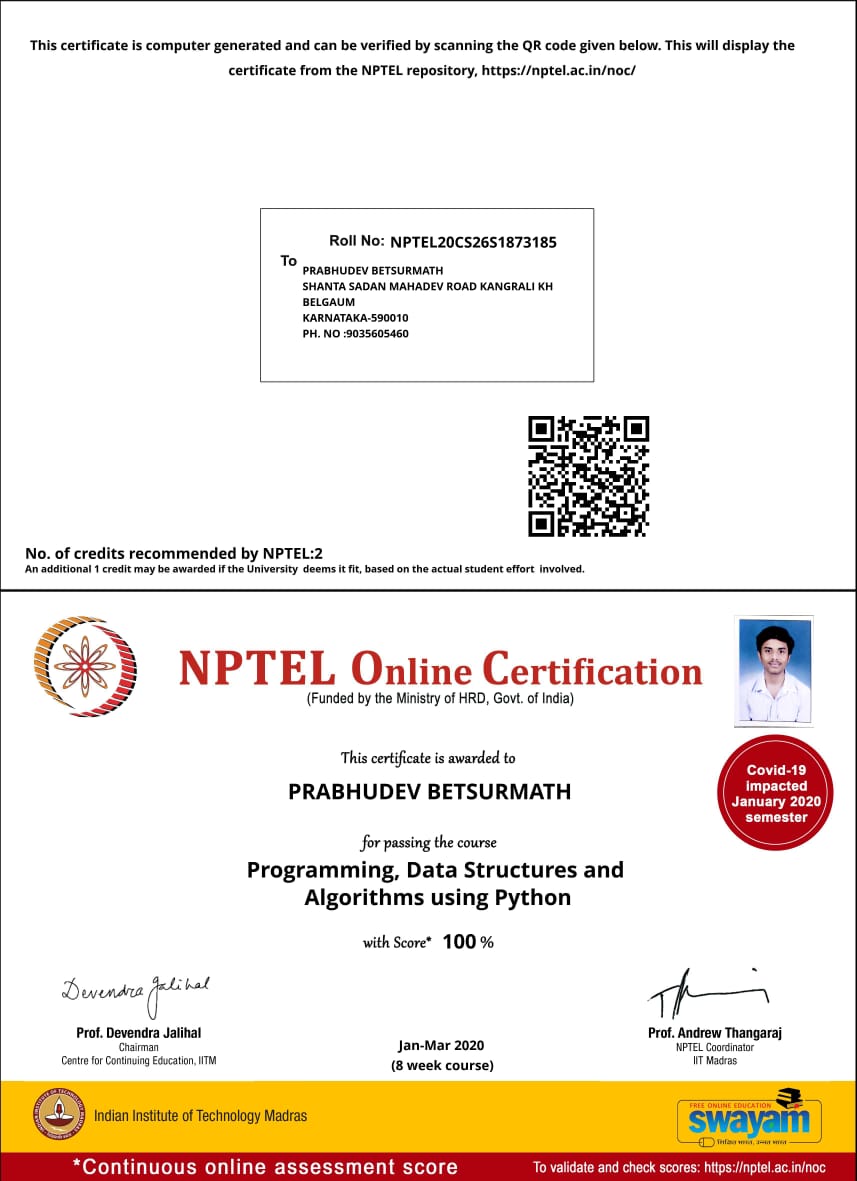 This certificate is computer generated and can be verified by scanning the QR code given below. This will display the
certificate from the NPTEL repository, https://nptel.ac.in/noc/
Roll No: NPTEL20CS26S1873185
To
PRABHUDEV BETSURMATH
SHANTA SADAN MAHADEV ROAD KANGRALI KH
BELGAUM
KARNATAKA-590010
PH. NO :9035605460
No. of credits recommended by NPTEL:2
An additional 1 credit may be awarded if the University deems it fit, based on the actual student effort involved.
NPTEL Online Certification
(Funded by the Ministry of HRD, Govt. of India)
This certificate is awarded to
PRABHUDEV BETSURMATH
Covid-19
impacted
January 2020
semester
for passing the course
Programming, Data Structures and
Algorithms using Python
with Score* 100 %
Devendra Jalihal
Prof. Devendra Jalihal
Chairman
Centre for Continuing Education, IITM
Jan-Mar 2020
(8 week course)
Prof. Andrew Thangaraj
NPTEL Coordinator
IIT Madras
Indian Institute of Technology Madras
FREE ONLINE EDUCATION
swayam
शिक्षित भारत, उन्नत भारत
*Continuous online assessment score
To validate and check scores: https://nptel.ac.in/noc